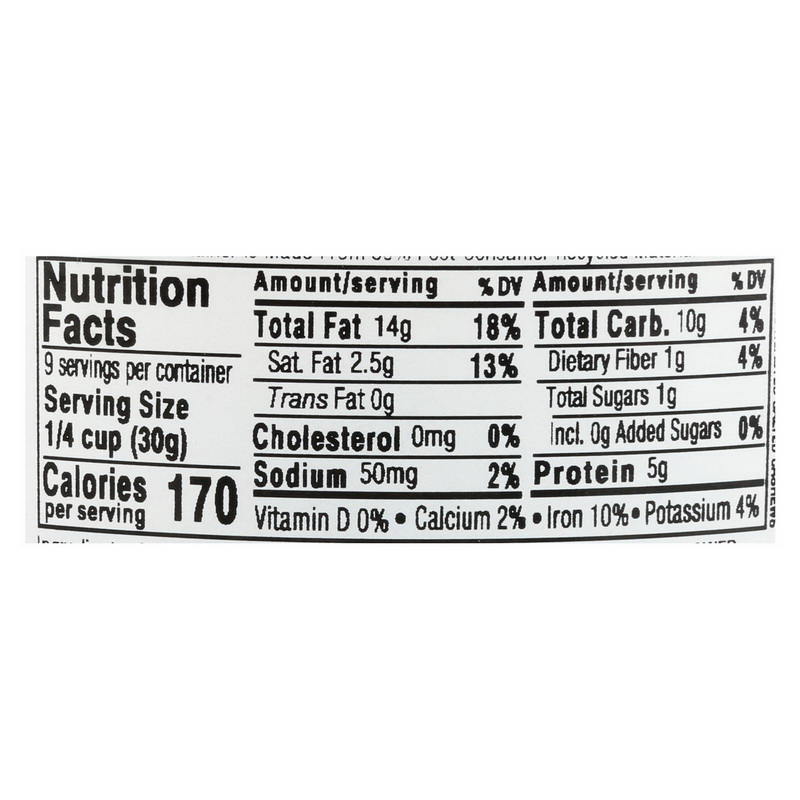 Nutrition
Facts
9 servings per container
Serving Size
1/4 cup (30g)
Calories 170
per serving
Amount/serving % DV
Total Fat 14g 18%
Sat. Fat 2.5g 13%
Trans Fat 0g
Cholesterol 0mg 0%
Sodium 50mg 2%
Amount/serving % DV
Total Carb. 10g 4%
Dietary Fiber 1g 4%
Total Sugars 1g
Incl. 0g Added Sugars 0%
Protein 5g
Vitamin D 0% • Calcium 2% • Iron 10% • Potassium 4%